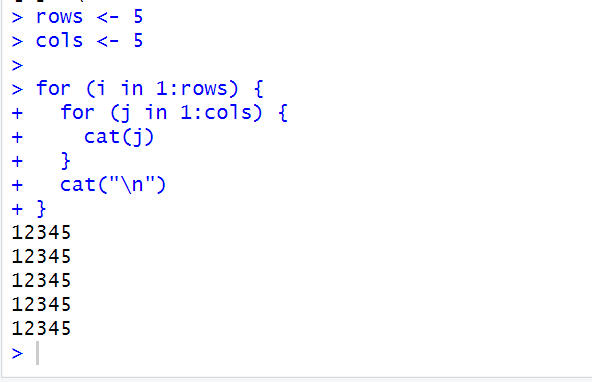 > rows <- 5
> cols <- 5
>
> for (i in 1:rows) {
+   for (j in 1:cols) {
+     cat(j)
+   }
+   cat("\n")
+ }
12345
12345
12345
12345
12345
>